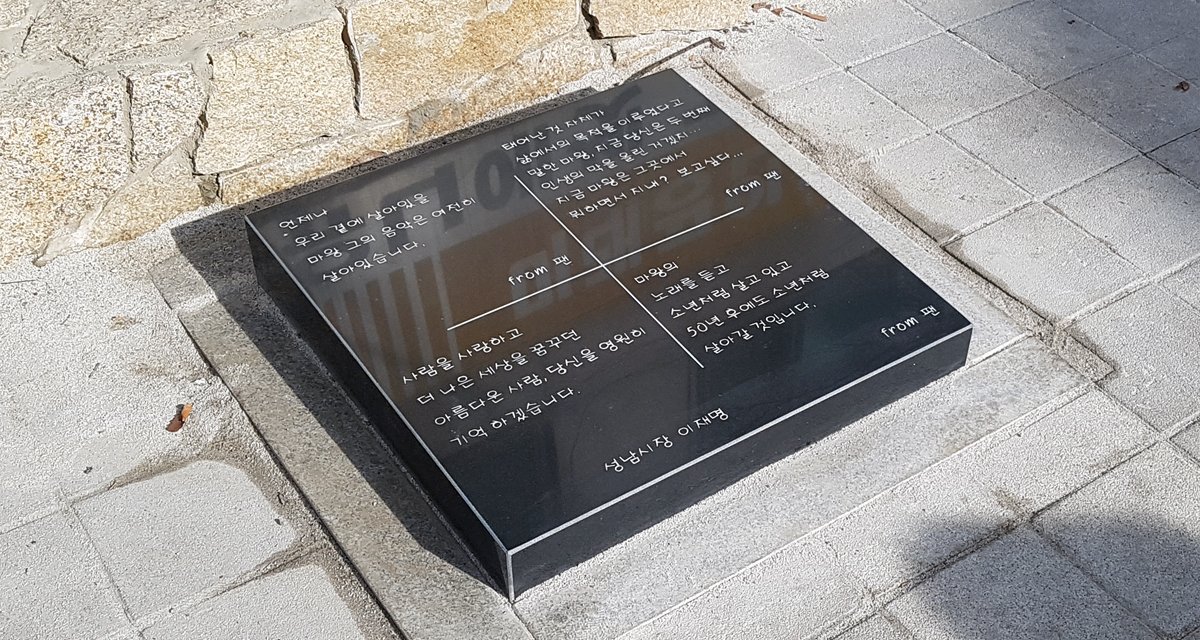 언제나
우리 곁에 살아있을
마왕 그의 음악은 여전히
살아있습니다.
from 팬
태어난 것 자체가
삶에서의 목적을 이루었다고
말한 마왕, 지금 당신은 두 번째
인생의 막을 올린 거겠지...
지금 마왕은 그곳에서
뭐하면서 지내? 보고싶다...
from 팬
사람을 사랑하고
더 나은 세상을 꿈꾸던
아름다운 사람, 당신을 영원히
기억 하겠습니다.
성남시장 이재명
마왕의
노래를 듣고
소년처럼 살고 있고
50년 후에도 소년처럼
살아갈 것입니다.
from 팬